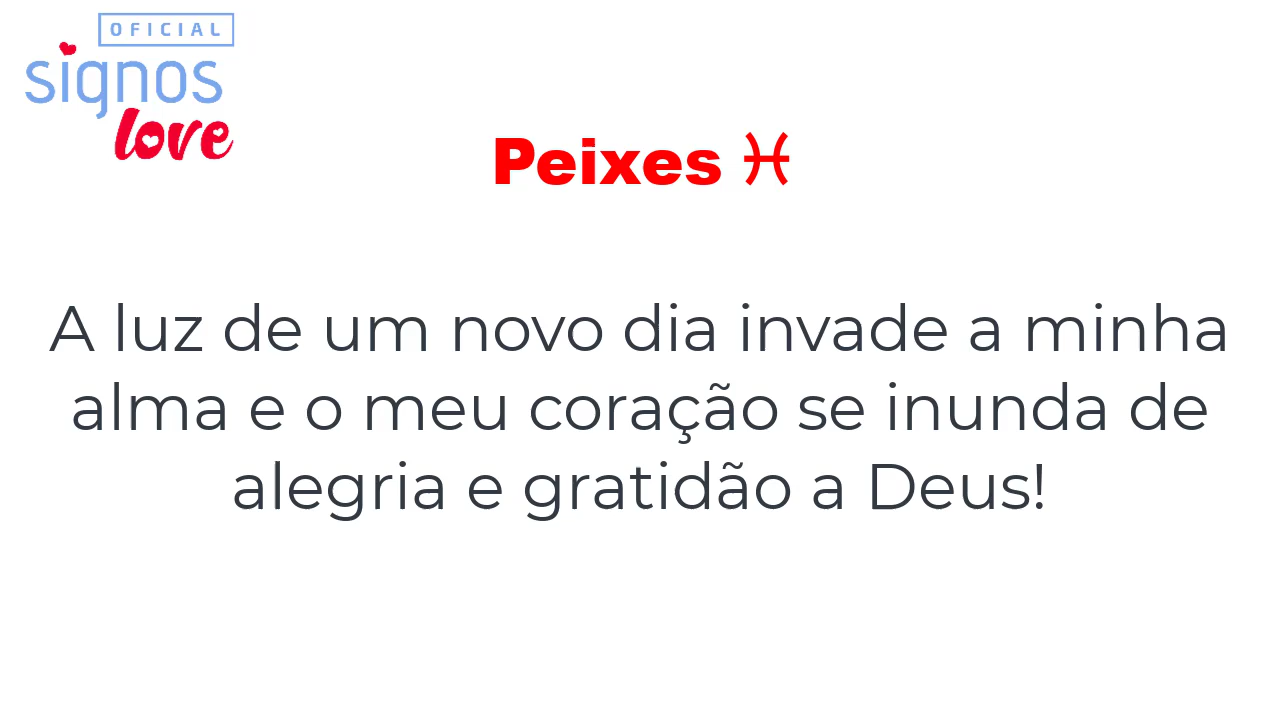 OFICIAL
signos
love
Peixes ♓
A luz de um novo dia invade a minha
alma e o meu coração se inunda de
alegria e gratidão a Deus!